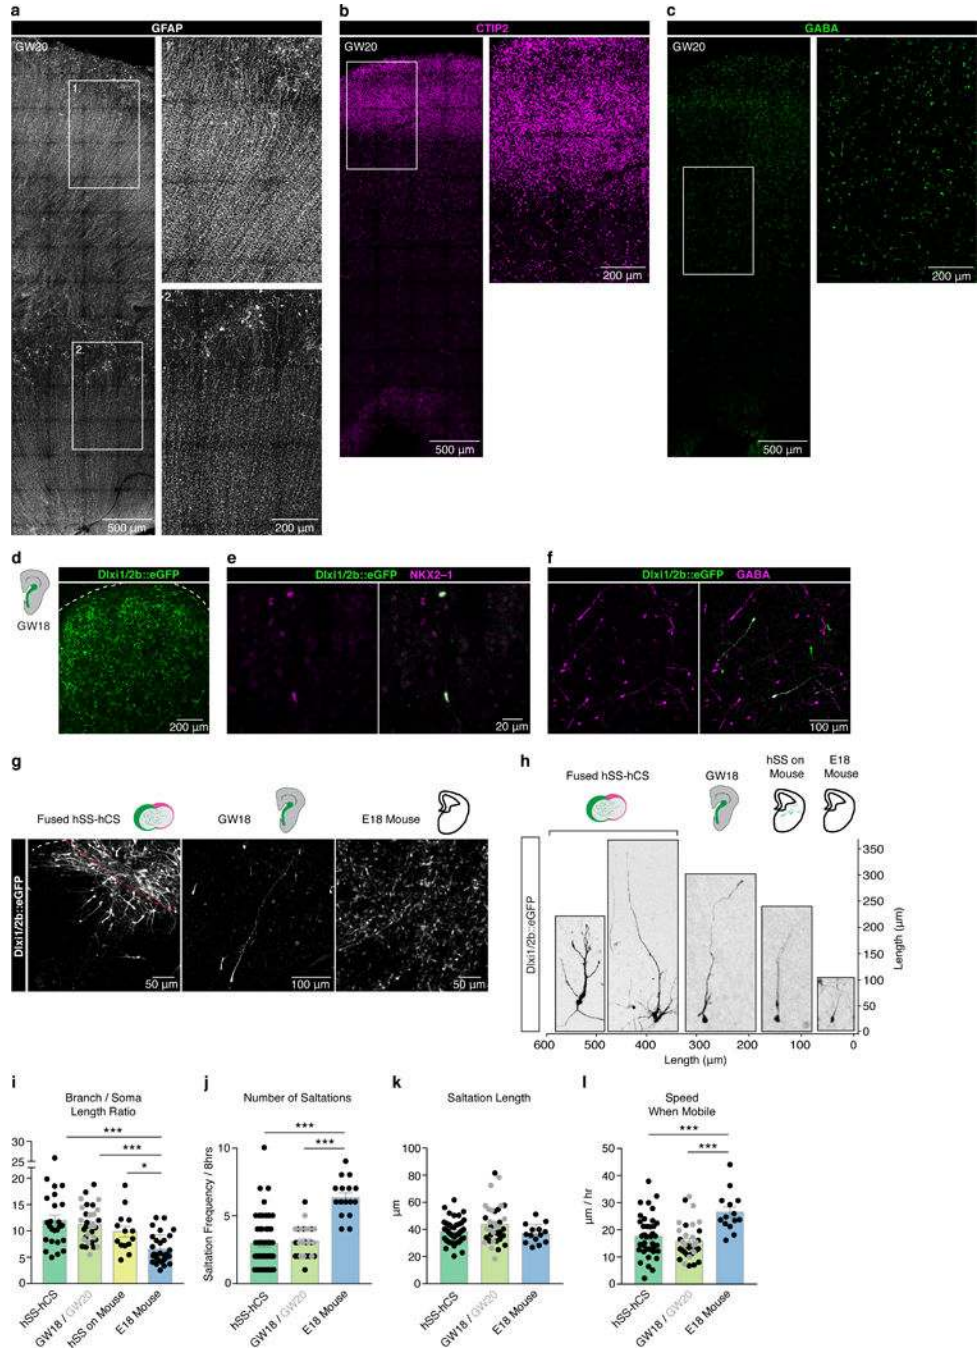 a
b
c
GFAP
CTIP2
GABA
GW20
1.
1.
2.
2.
500 µm
200 µm
GW20
500 µm
200 µm
GW20
500 µm
200 µm
d
e
f
Dlxi1/2b::eGFP
Dlxi1/2b::eGFP NKX2–1
Dlxi1/2b::eGFP GABA
GW18
200 µm
20 µm
100 µm
g
Fused hSS-hCS
GW18
E18 Mouse
Dlxi1/2b::eGFP
50 µm
100 µm
50 µm
h
Fused hSS-hCS
GW18
hSS on
Mouse
E18
Mouse
Dlxi1/2b::eGFP
350
300
250
200
150
100
50
0
Length (µm)
600 500 400 300 200 100 0
Length (µm)
i
Branch / Soma
Length Ratio
***
***
*
30
25
20
15
10
5
0
hSS-hCS
GW18 / GW20
hSS on Mouse
E18 Mouse
j
Number of Saltations
***
***
Saltation Frequency / 8hrs
10
5
0
hSS-hCS
GW18 / GW20
E18 Mouse
k
Saltation Length
µm
100
80
60
40
20
0
hSS-hCS
GW18 / GW20
E18 Mouse
l
Speed
When Mobile
***
***
µm / hr
50
40
30
20
10
0
hSS-hCS
GW18 / GW20
E18 Mouse